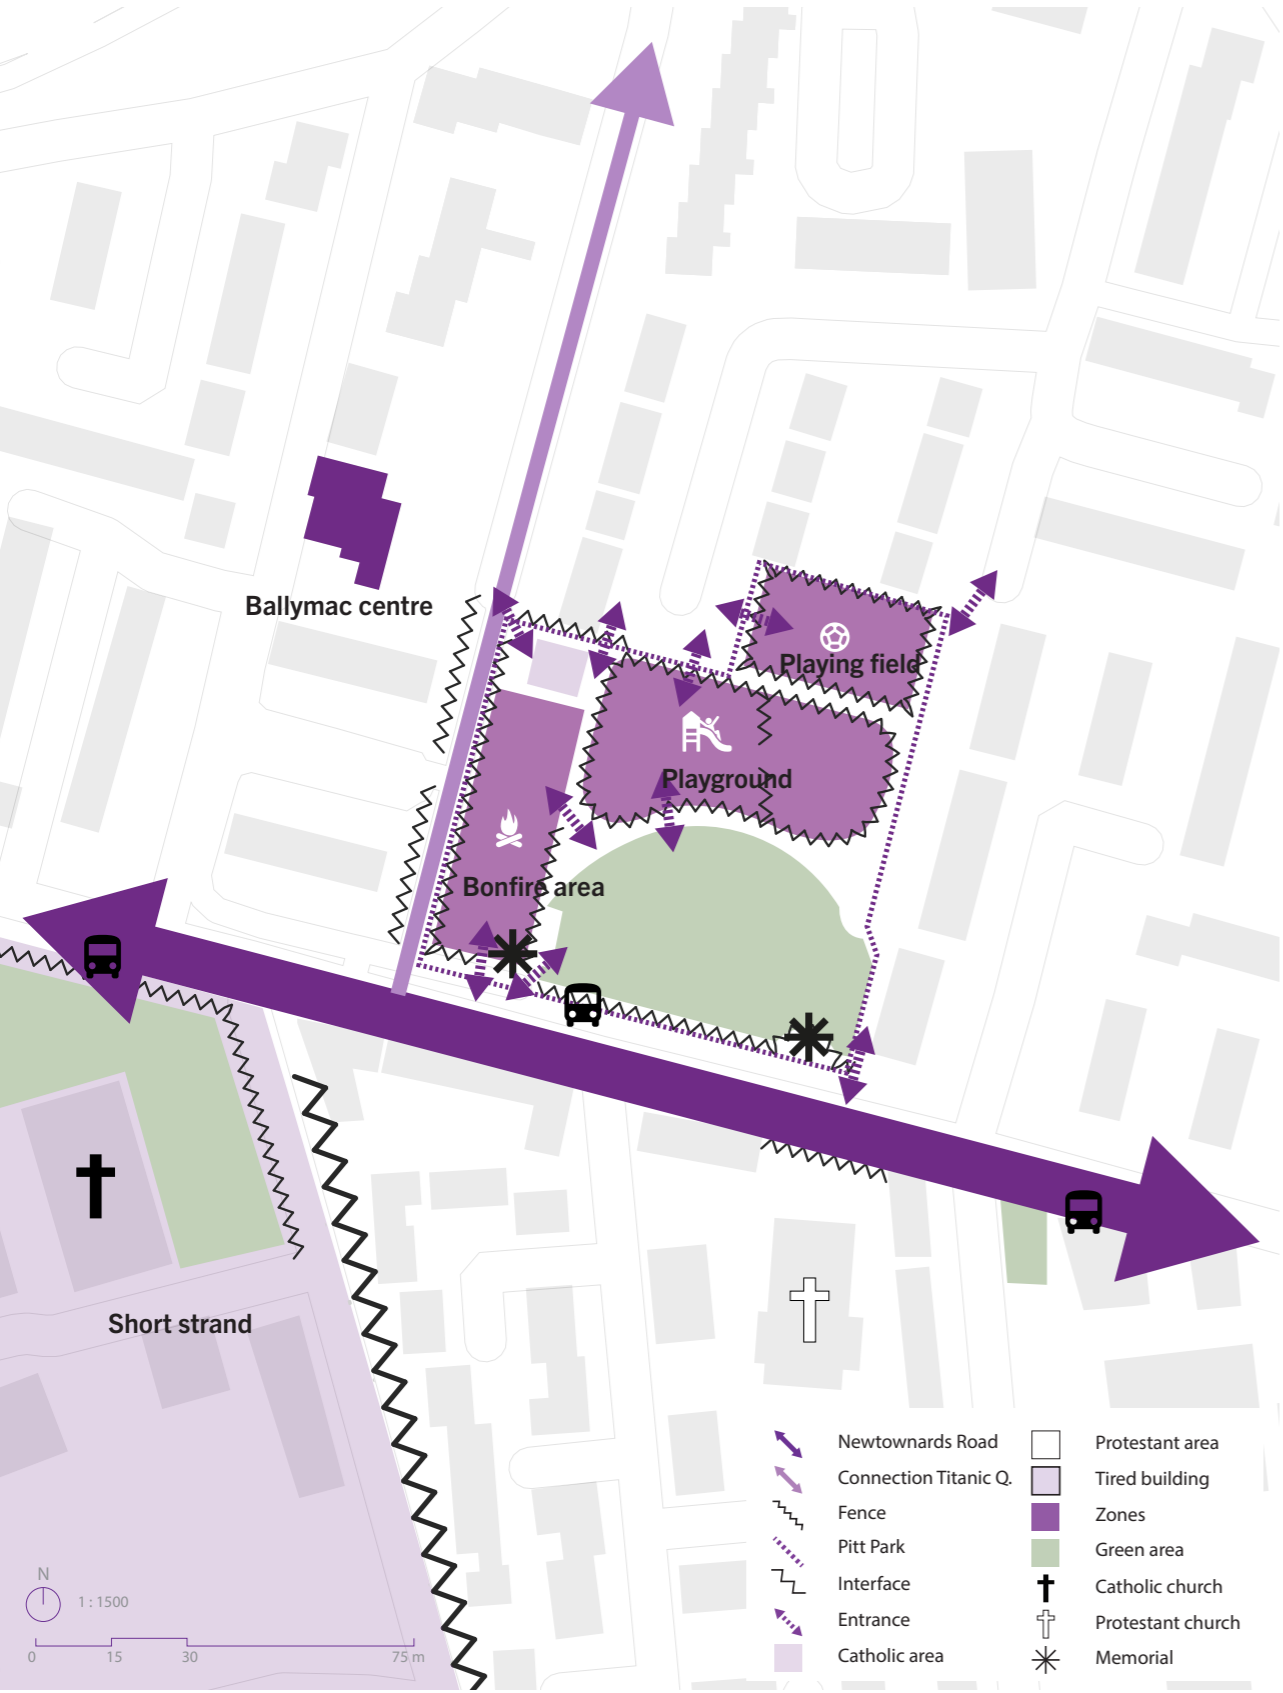 Ballymac centre
Playing field
Playground
Bonfire area
Short strand
Newtownards Road
Connection Titanic Q.
Fence
Pitt Park
Interface
Entrance
Catholic area
Protestant area
Tired building
Zones
Green area
Catholic church
Protestant church
Memorial
N
1 : 1500
0 15 30 75 m